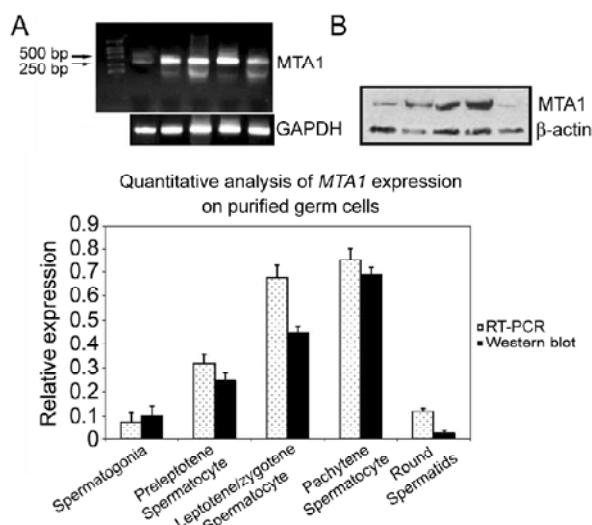 A
500 bp
250 bp
MTA1
GAPDH
B
MTA1
β-actin
Quantitative analysis of MTA1 expression
on purified germ cells
Relative expression
0.9
0.8
0.7
0.6
0.5
0.4
0.3
0.2
0.1
0
RT-PCR
Western blot
Spermatogonia
Preleptotene
Spermatocyte
Leptotene/zygotene
Spermatocyte
Pachytene
Spermatocyte
Round
Spermatids